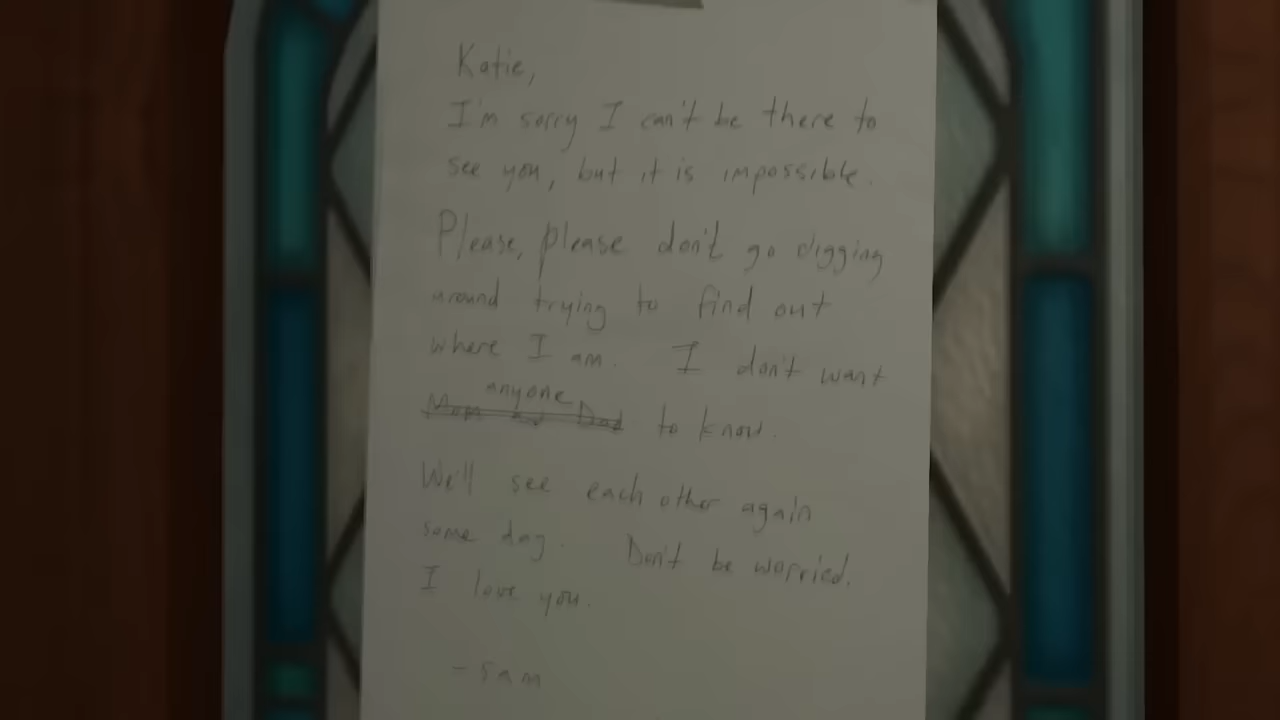 Katie,
I'm sorry I can't be there to
see you, but it is impossible.
Please, please don't go digging
around trying to find out
where I am. I don't want
anyone
Mom and Dad to know.
We'll see each other again
some day. Don't be worried.
I love you.
- Sam